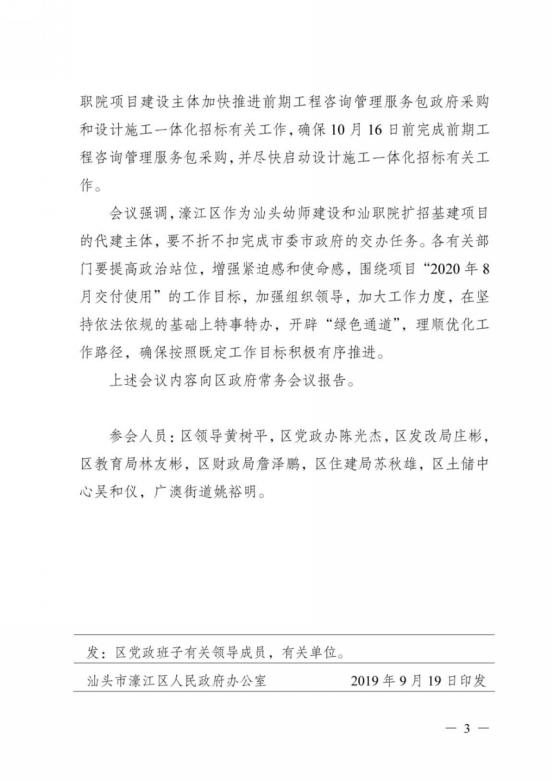 职院项目建设主体加快推进前期工程咨询管理服务包政府采购
和设计施工一体化招标有关工作，确保10月16日前完成前期工
程咨询管理服务包采购，并尽快启动设计施工一体化招标有关工
作。
会议强调，濠江区作为汕头幼师建设和汕职院扩招基建项目
的代建主体，要不折不扣完成市委市政府的交办任务。各有关部
门要提高政治站位，增强紧迫感和使命感，围绕项目“2020年8
月交付使用”的工作目标，加强组织领导，加大工作力度，在坚
持依法依规的基础上特事特办，开辟“绿色通道”，理顺优化工
作路径，确保按照既定工作目标积极有序推进。
上述会议内容向区政府常务会议报告。
参会人员：区领导黄树平，区党政办陈光杰，区发改局庄彬，
区教育局林友彬，区财政局詹泽鹏，区住建局苏秋雄，区土储中
心吴和仪，广澳街道姚裕明。
发：区党政班子有关领导成员，有关单位。
汕头市濠江区人民政府办公室 2019年9月19日印发
— 3 —